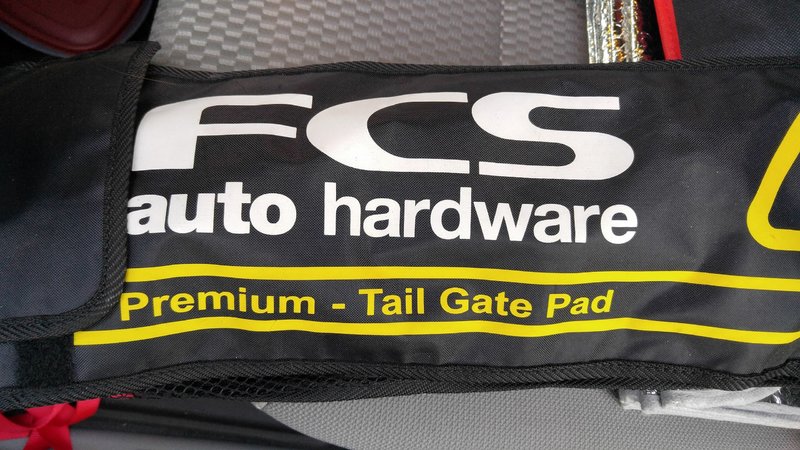 FCS
auto hardware
Premium - Tail Gate Pad